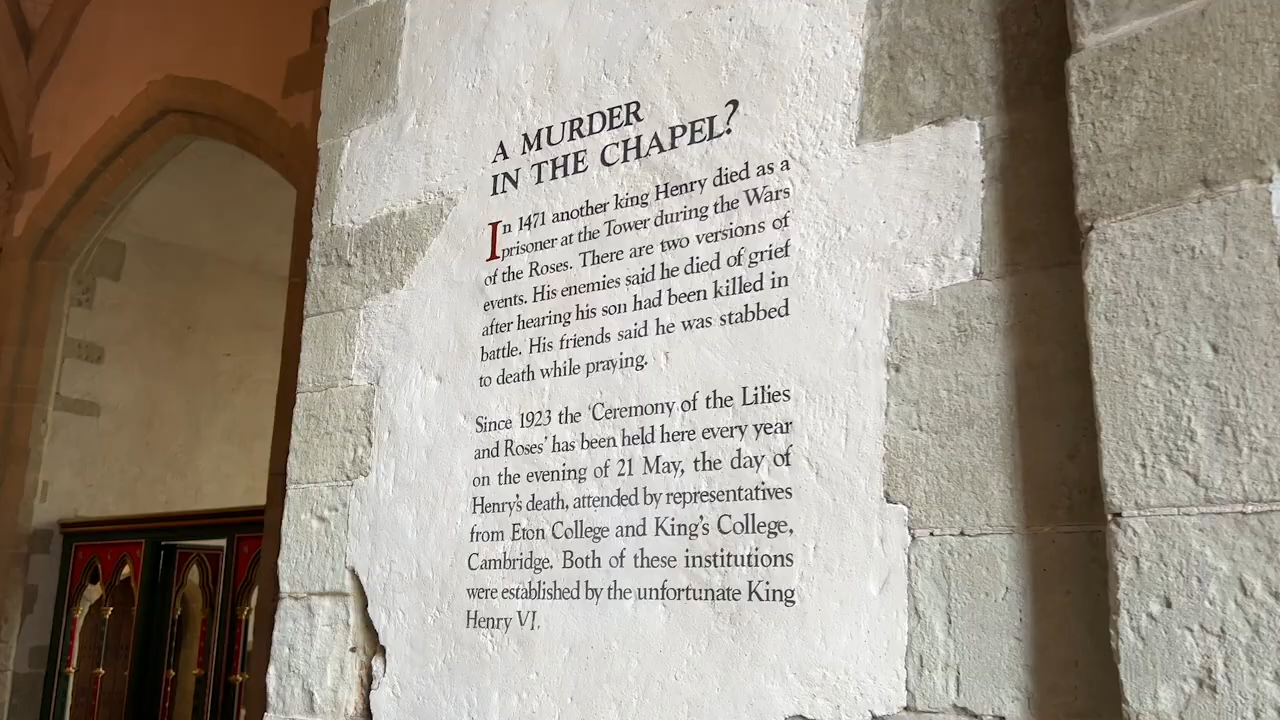 A MURDER
IN THE CHAPEL?
In 1471 another king Henry died as a
prisoner at the Tower during the Wars
of the Roses. There are two versions of
events. His enemies said he died of grief
after hearing his son had been killed in
battle. His friends said he was stabbed
to death while praying.
Since 1923 the 'Ceremony of the Lilies
and Roses' has been held here every year
on the evening of 21 May, the day of
Henry's death, attended by representatives
from Eton College and King's College,
Cambridge. Both of these institutions
were established by the unfortunate King
Henry VI.